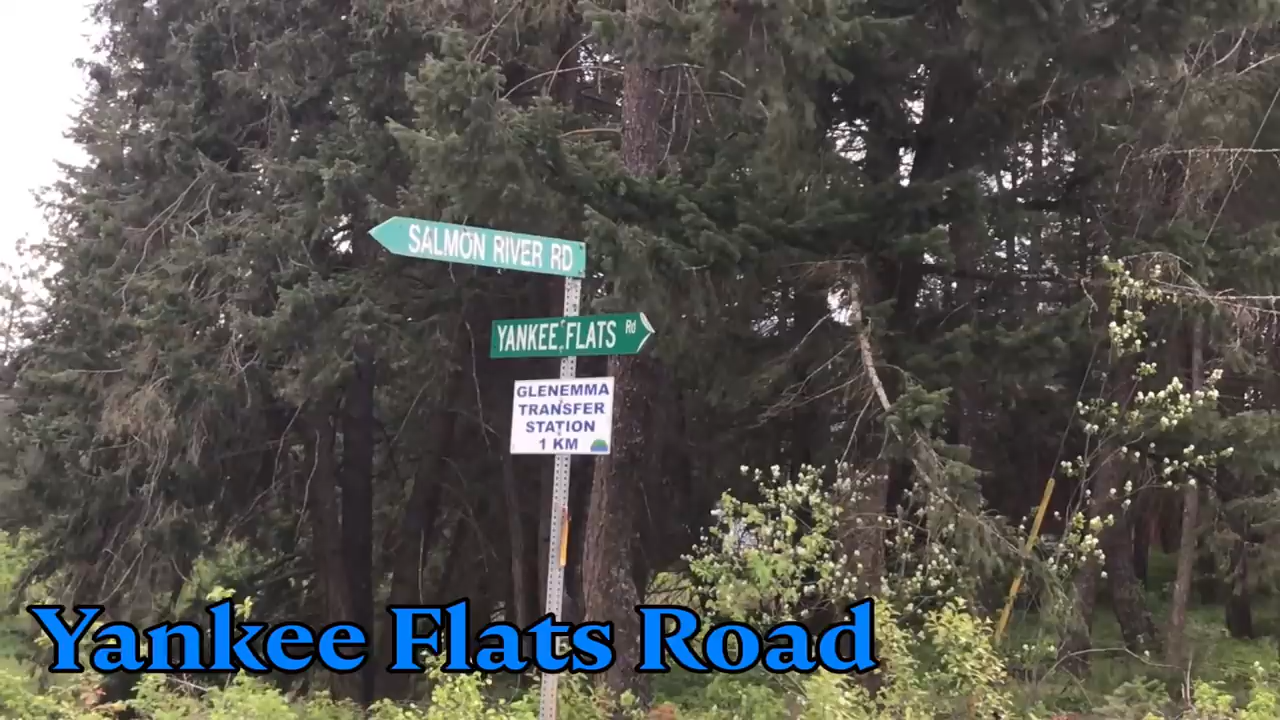 SALMON RIVER RD
YANKEE FLATS Rd
GLENEMMA
TRANSFER
STATION
1 KM
Yankee Flats Road